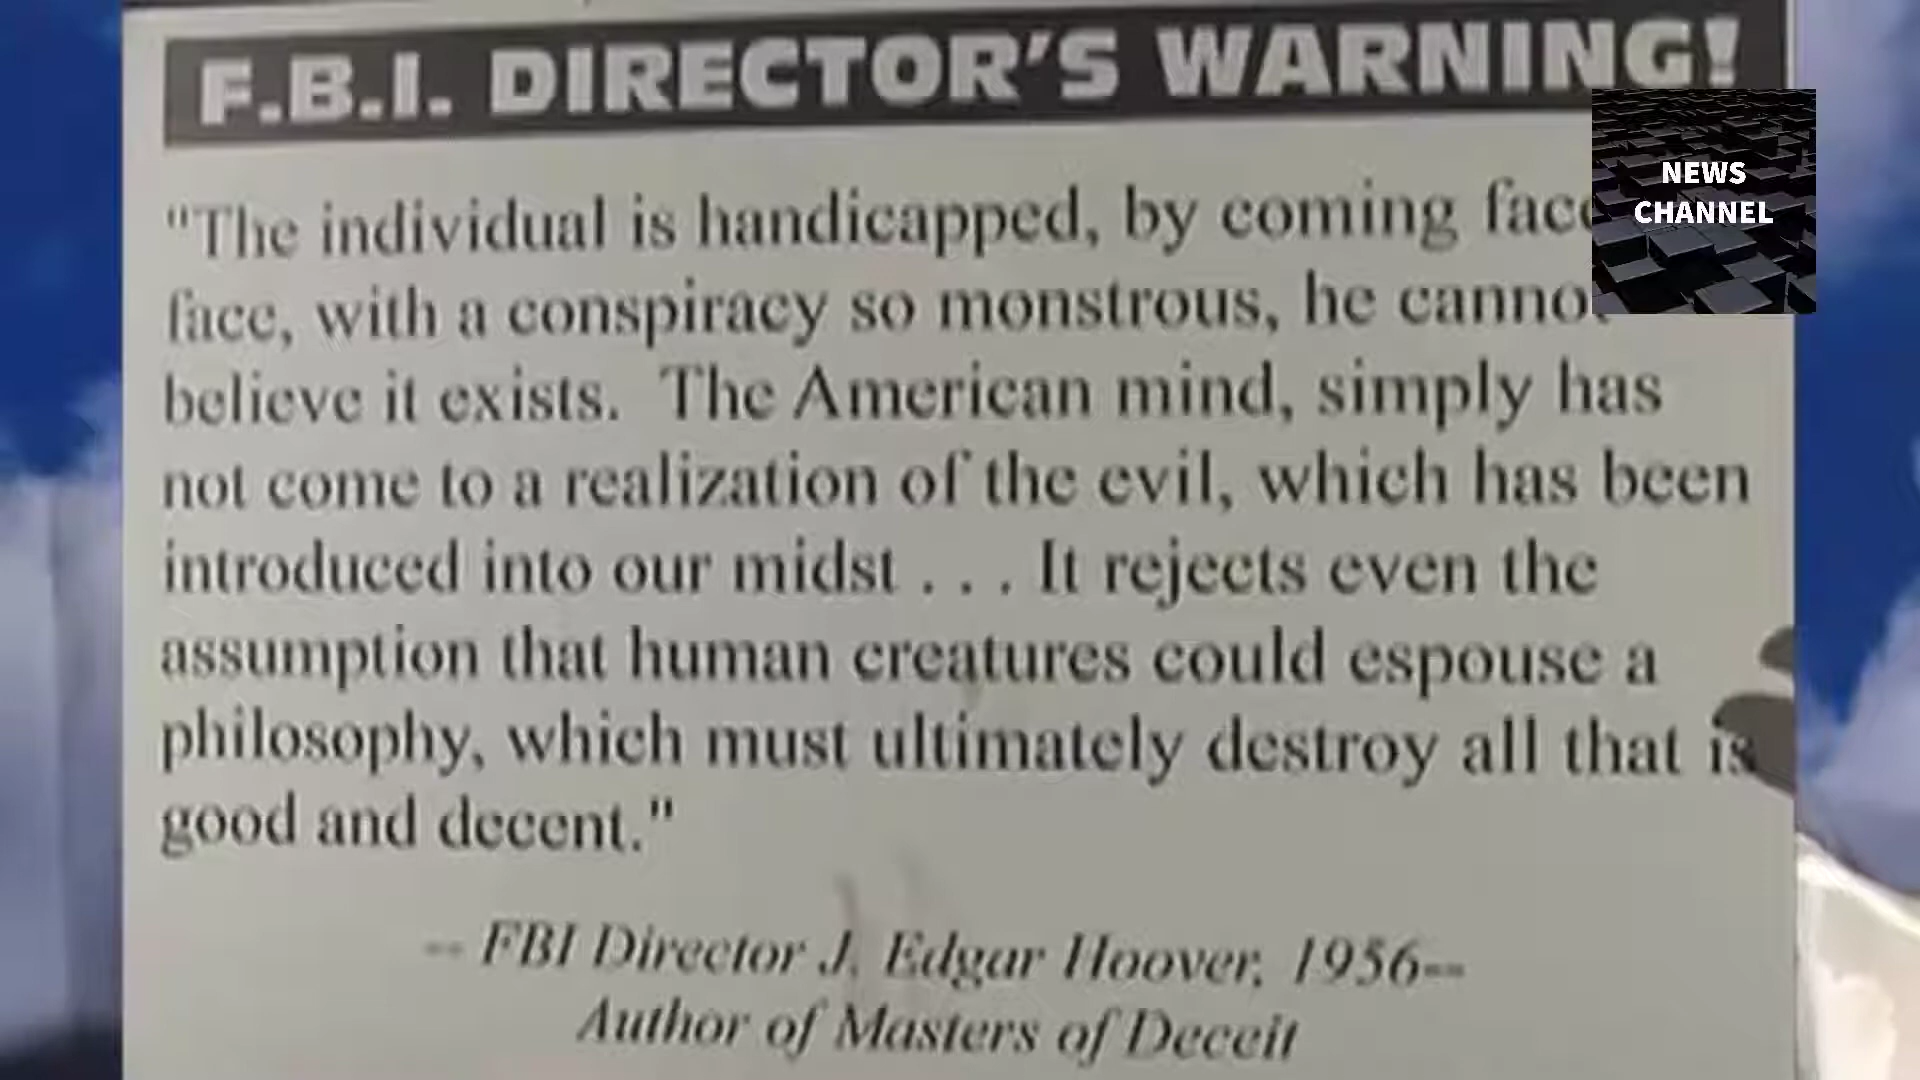 F.B.I. DIRECTOR'S WARNING!
"The individual is handicapped, by coming face
face, with a conspiracy so monstrous, he cannot
believe it exists. The American mind, simply has
not come to a realization of the evil, which has been
introduced into our midst . . . It rejects even the
assumption that human creatures could espouse a
philosophy, which must ultimately destroy all that is
good and decent."
-- FBI Director J. Edgar Hoover, 1956--
Author of Masters of Deceit
NEWS
CHANNEL